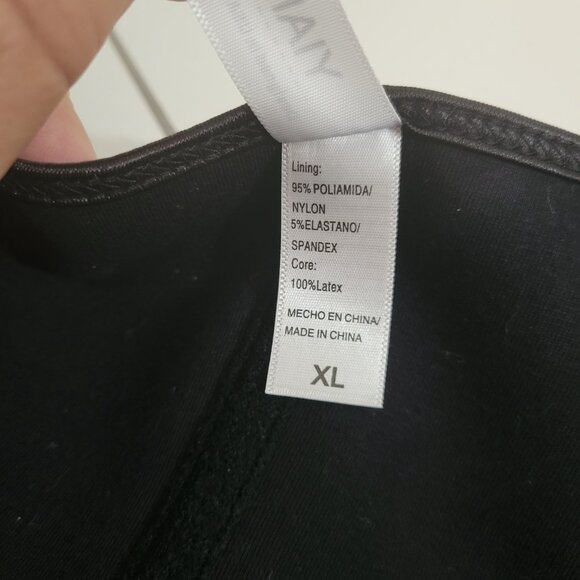 Lining:
95% POLIAMIDA/
NYLON
5%ELASTANO/
SPANDEX
Core:
100%Latex
MECHO EN CHINA/
MADE IN CHINA
XL